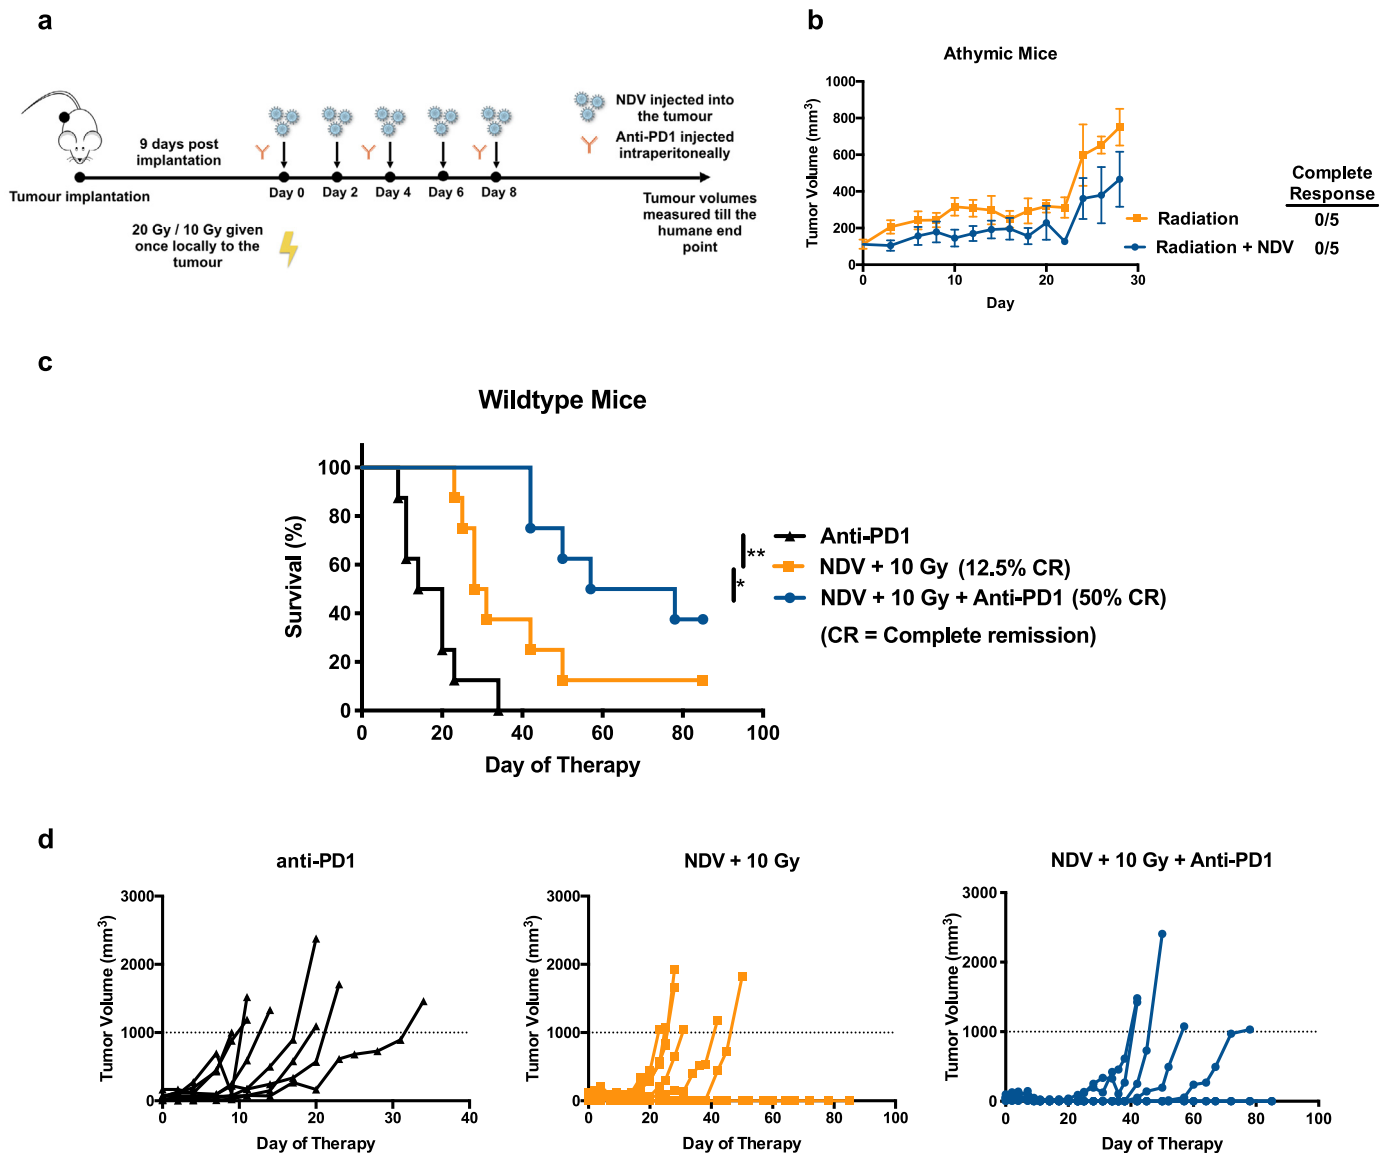 a
9 days post
implantation
NDV injected into
the tumour
Anti-PD1 injected
intraperitoneally
Tumour implantation
Day 0
Day 2
Day 4
Day 6
Day 8
Tumour volumes
measured till the
humane end
point
20 Gy / 10 Gy given
once locally to the
tumour
b
Athymic Mice
Tumor Volume (mm³)
1000
800
600
400
200
0
0
10
20
30
Day
Complete
Response
Radiation 0/5
Radiation + NDV 0/5
c
Wildtype Mice
Survival (%)
100
80
60
40
20
0
0
20
40
60
80
100
Day of Therapy
Anti-PD1
NDV + 10 Gy (12.5% CR)
NDV + 10 Gy + Anti-PD1 (50% CR)
(CR = Complete remission)
**
*
d
anti-PD1
Tumor Volume (mm³)
3000
2000
1000
0
0
10
20
30
40
Day of Therapy
NDV + 10 Gy
Tumor Volume (mm³)
3000
2000
1000
0
0
20
40
60
80
100
Day of Therapy
NDV + 10 Gy + Anti-PD1
Tumor Volume (mm³)
3000
2000
1000
0
0
20
40
60
80
100
Day of Therapy